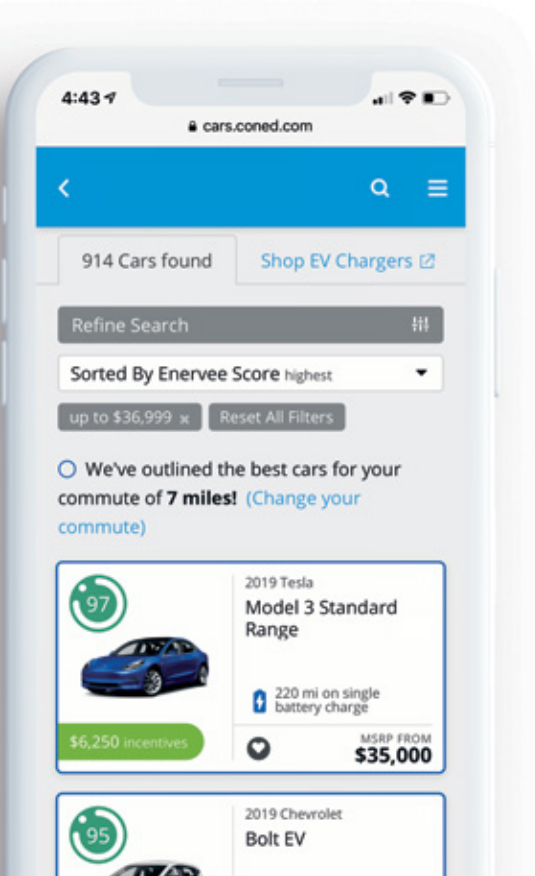 4:43
cars.coned.com
914 Cars found
Shop EV Chargers
Refine Search
Sorted By Enervee Score highest
up to $36,999 x
Reset All Filters
We've outlined the best cars for your
commute of 7 miles! (Change your
commute)
97
2019 Tesla
Model 3 Standard
Range
220 mi on single
battery charge
$6,250 incentives
MSRP FROM
$35,000
95
2019 Chevrolet
Bolt EV